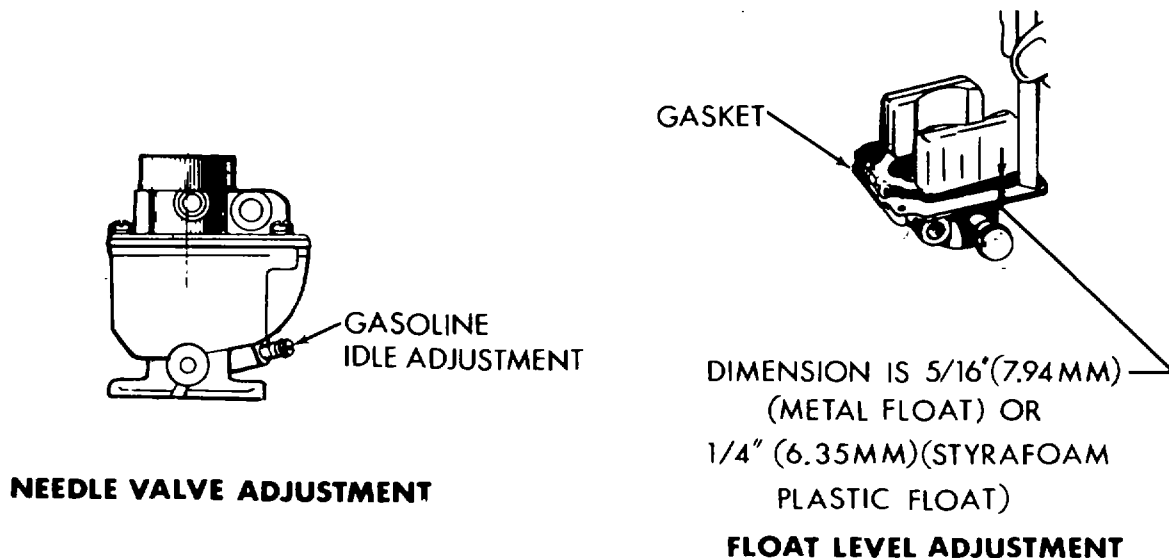 GASOLINE
IDLE ADJUSTMENT
NEEDLE VALVE ADJUSTMENT
GASKET
DIMENSION IS 5/16"(7.94MM)
(METAL FLOAT) OR
1/4" (6.35MM)(STYRAFOAM
PLASTIC FLOAT)
FLOAT LEVEL ADJUSTMENT